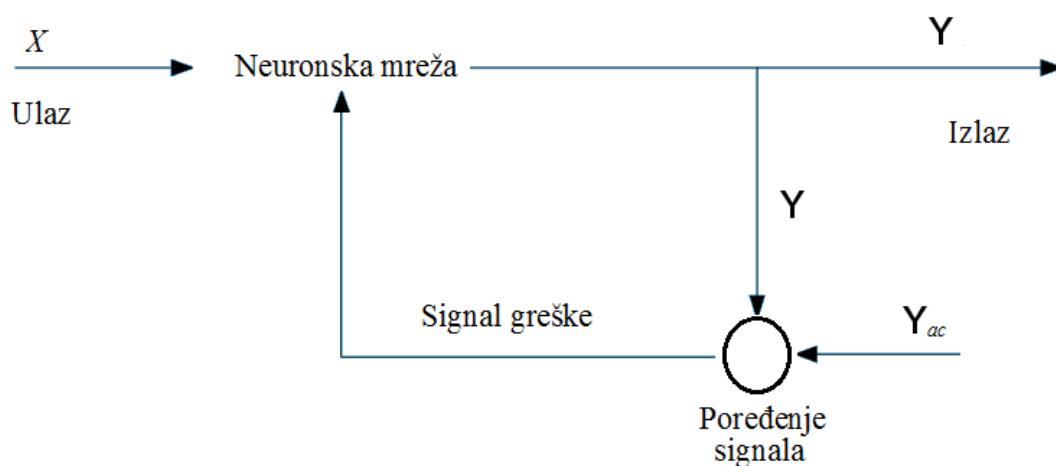 X
Y
Neuronska mreža
Ulaz
Izlaz
Y
Signal greške
Yac
Poređenje
signala